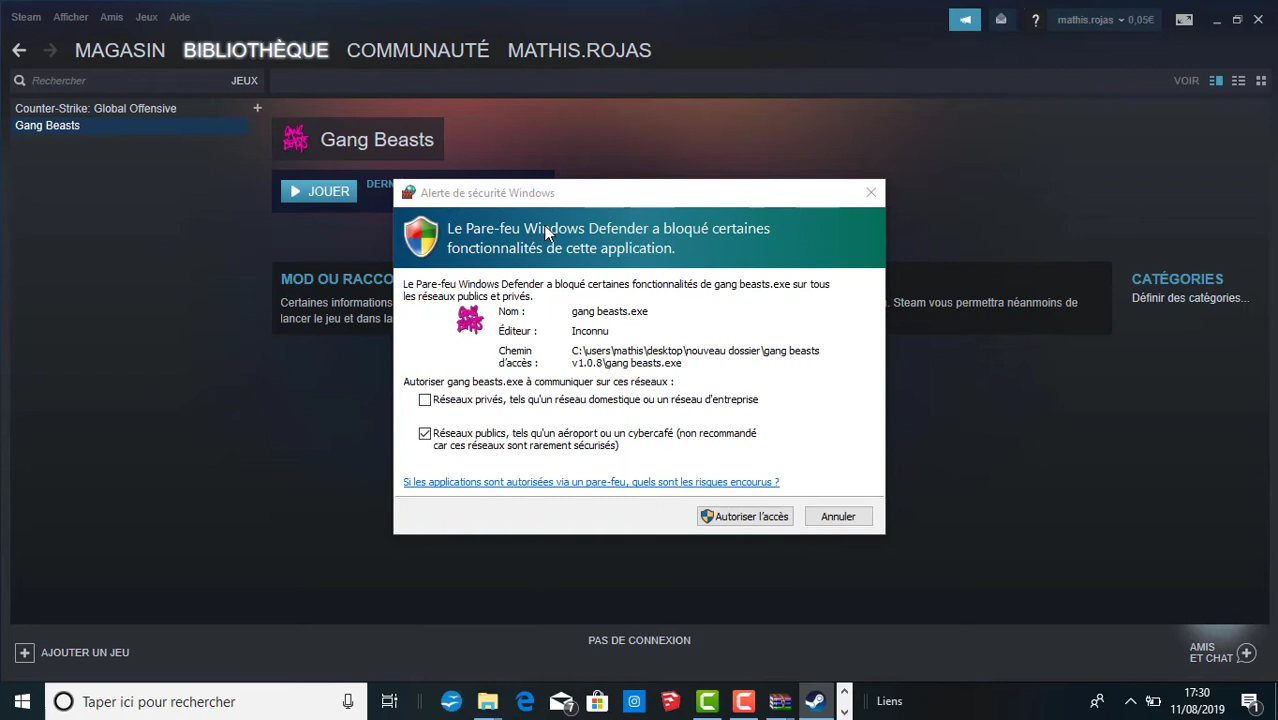 Steam Afficher Amis Jeux Aide
mathis.rojas 0,05€
MAGASIN BIBLIOTHÈQUE COMMUNAUTÉ MATHIS.ROJAS
Rechercher JEUX VOIR
Counter-Strike: Global Offensive
Gang Beasts
GANG BEASTS Gang Beasts
JOUER DERN
Alerte de sécurité Windows
Le Pare-feu Windows Defender a bloqué certaines
fonctionnalités de cette application.
MOD OU RACCO
Certaines informations
lancer le jeu et dans la
Steam vous permettra néanmoins de
CATÉGORIES
Définir des catégories...
Le Pare-feu Windows Defender a bloqué certaines fonctionnalités de gang beasts.exe sur tous
les réseaux publics et privés.
GANG BEASTS
Nom : gang beasts.exe
Éditeur : Inconnu
Chemin C:\users\mathis\desktop\nouveau dossier\gang beasts
d'accès : v1.0.8\gang beasts.exe
Autoriser gang beasts.exe à communiquer sur ces réseaux :
Réseaux privés, tels qu'un réseau domestique ou un réseau d'entreprise
Réseaux publics, tels qu'un aéroport ou un cybercafé (non recommandé
car ces réseaux sont rarement sécurisés)
Si les applications sont autorisées via un pare-feu, quels sont les risques encourus ?
Autoriser l'accès Annuler
AJOUTER UN JEU
PAS DE CONNEXION
AMIS
ET CHAT
Taper ici pour rechercher
7
Liens
17:30
11/08/2019
1